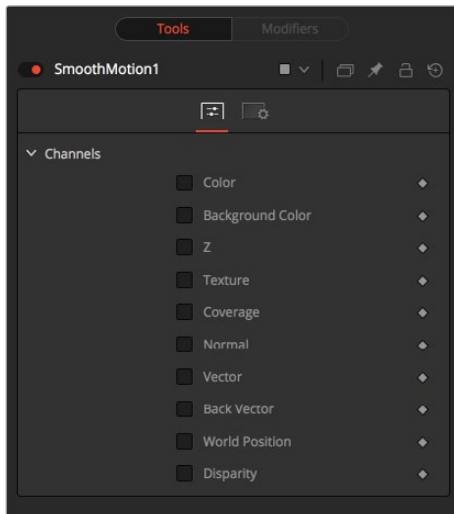 Tools
Modifiers
SmoothMotion1
Channels
Color
Background Color
Z
Texture
Coverage
Normal
Vector
Back Vector
World Position
Disparity